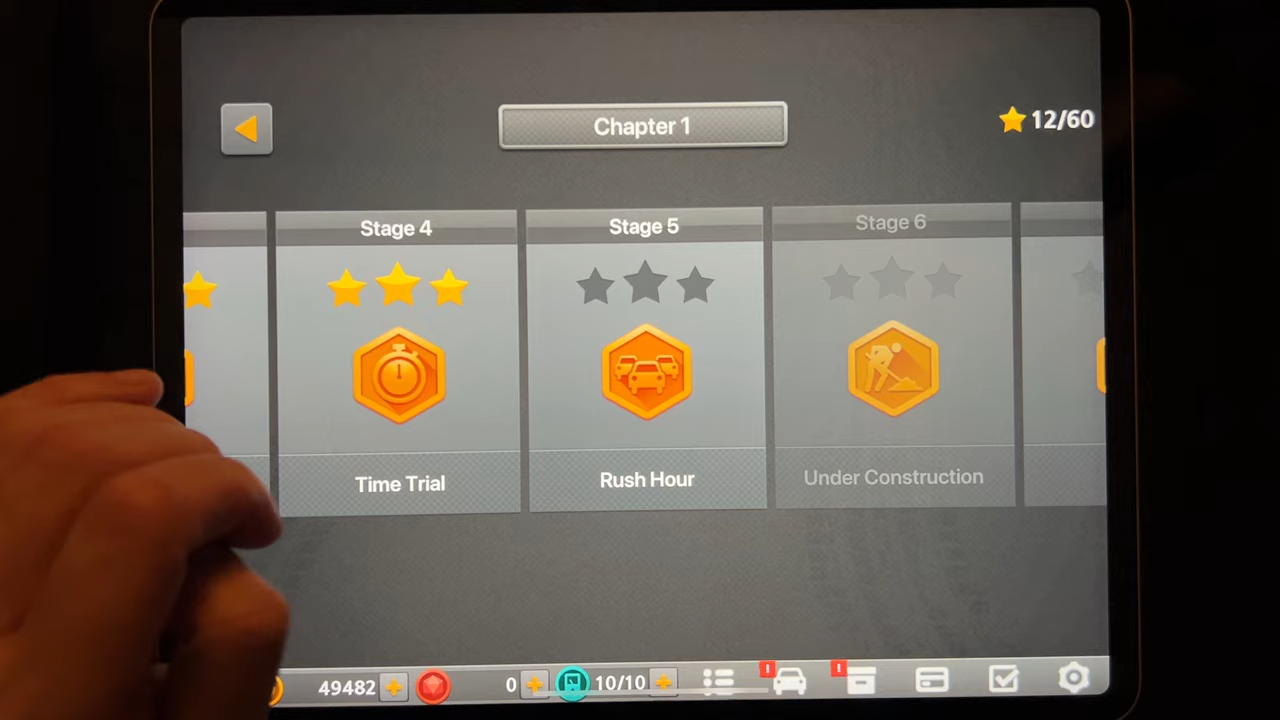 Chapter 1
12/60
Stage 4
Stage 5
Stage 6
Time Trial
Rush Hour
Under Construction
49482
0
10/10